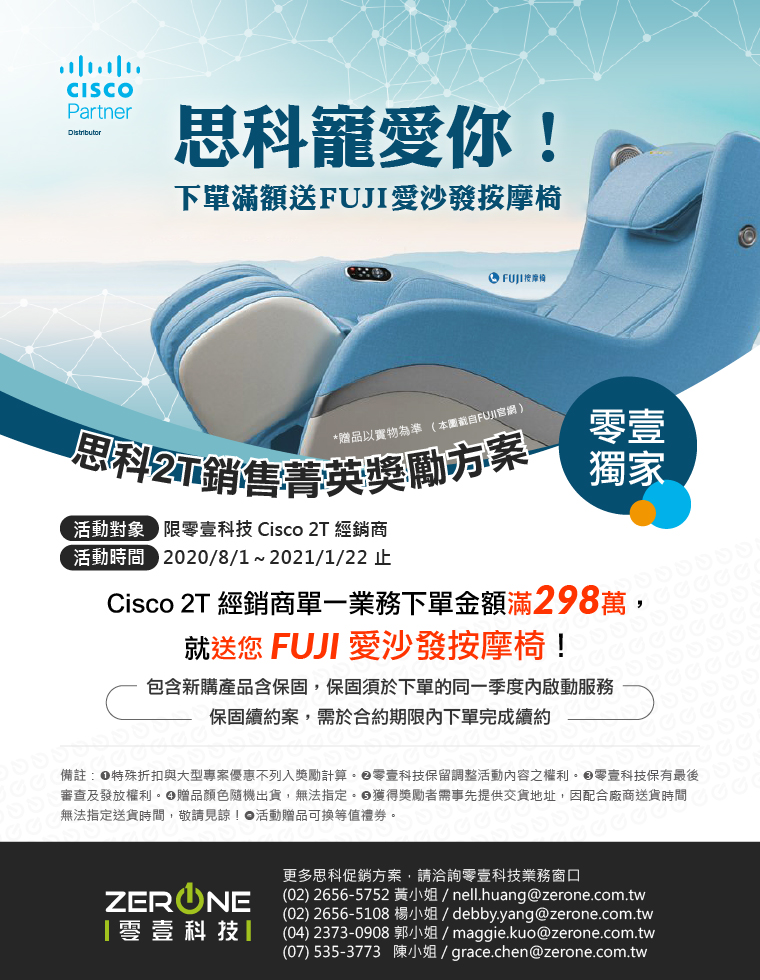 CISCO
Partner
Distributor
思科寵愛你！
下單滿額送FUJI愛沙發按摩椅
FUJI按摩椅
*贈品以實物為準 （本圖截自FUJI官網）
思科2T銷售菁英獎勵方案
零壹
獨家
活動對象 限零壹科技 Cisco 2T 經銷商
活動時間 2020/8/1 ~ 2021/1/22 止
Cisco 2T 經銷商單一業務下單金額滿298萬，
就送您 FUJI 愛沙發按摩椅！
包含新購產品含保固，保固須於下單的同一季度內啟動服務
保固續約案，需於合約期限內下單完成續約
備註：❶特殊折扣與大型專案優惠不列入獎勵計算。❷零壹科技保留調整活動內容之權利。❸零壹科技保有最後
審查及發放權利。❹贈品顏色隨機出貨，無法指定。❺獲得獎勵者需事先提供交貨地址，因配合廠商送貨時間
無法指定送貨時間，敬請見諒！❻活動贈品可換等值禮券。
更多思科促銷方案，請洽詢零壹科技業務窗口
ZERONE
零壹科技
(02) 2656-5752 黃小姐 / nell.huang@zerone.com.tw
(02) 2656-5108 楊小姐 / debby.yang@zerone.com.tw
(04) 2373-0908 郭小姐 / maggie.kuo@zerone.com.tw
(07) 535-3773 陳小姐 / grace.chen@zerone.com.tw